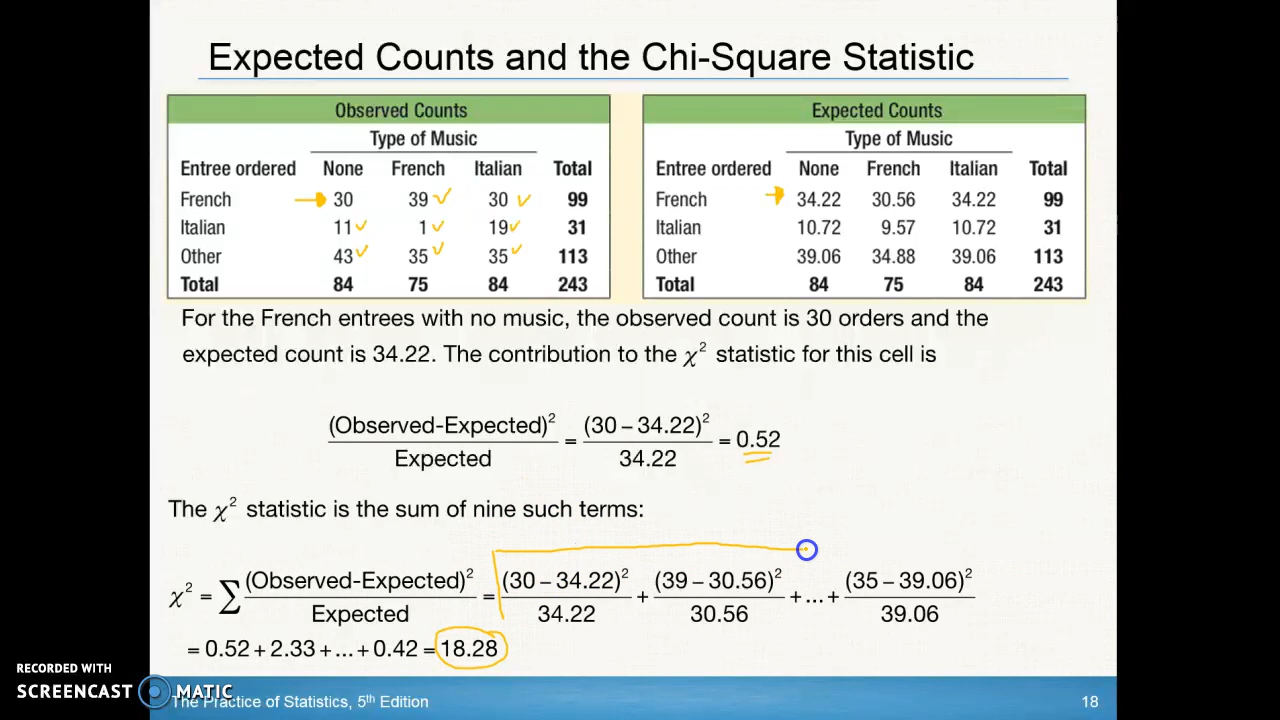 Expected Counts and the Chi-Square Statistic
Observed Counts
Type of Music
Entree ordered None French Italian Total
French 30 39 30 99
Italian 11 1 19 31
Other 43 35 35 113
Total 84 75 84 243
Expected Counts
Type of Music
Entree ordered None French Italian Total
French 34.22 30.56 34.22 99
Italian 10.72 9.57 10.72 31
Other 39.06 34.88 39.06 113
Total 84 75 84 243
For the French entrees with no music, the observed count is 30 orders and the
expected count is 34.22. The contribution to the χ² statistic for this cell is
(Observed-Expected)² / Expected = (30 – 34.22)² / 34.22 = 0.52
The χ² statistic is the sum of nine such terms:
χ² = ∑ (Observed-Expected)² / Expected = (30 – 34.22)² / 34.22 + (39 – 30.56)² / 30.56 + ... + (35 – 39.06)² / 39.06
= 0.52 + 2.33 + ... + 0.42 = 18.28
RECORDED WITH
SCREENCAST MATIC
The Practice of Statistics, 5th Edition
18